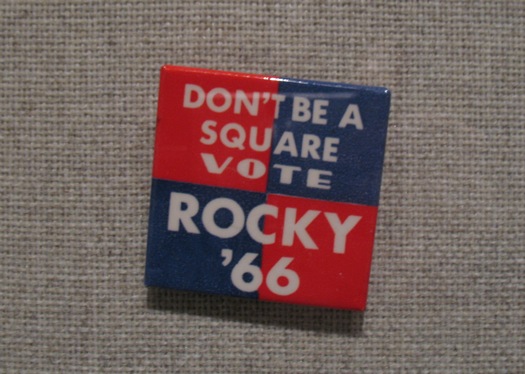 DON'T BE A
SQUARE
VOTE
ROCKY
'66